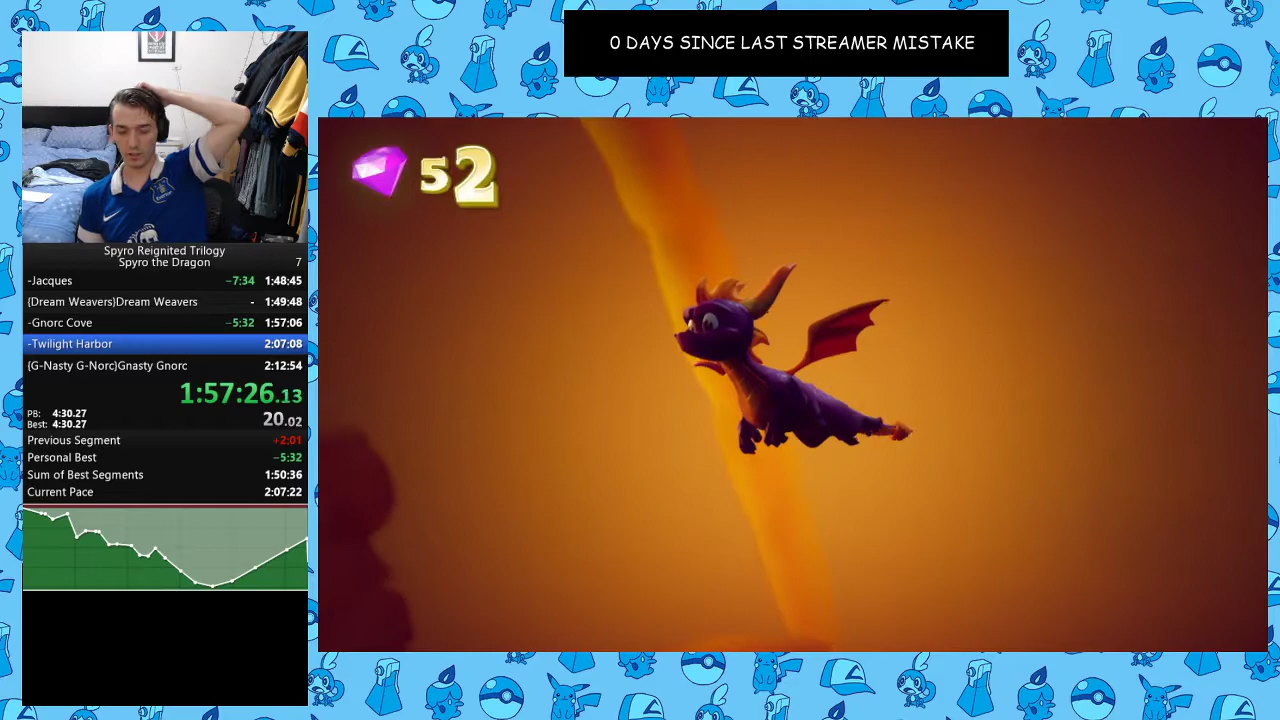 0 DAYS SINCE LAST STREAMER MISTAKE
52
Spyro Reignited Trilogy
Spyro the Dragon 7
-Jacques -7:34 1:48:45
{Dream Weavers}Dream Weavers - 1:49:48
-Gnorc Cove -5:32 1:57:06
-Twilight Harbor 2:07:08
{G-Nasty G-Norc}Gnasty Gnorc 2:12:54
1:57:26.13
PB: 4:30.27
Best: 4:30.27
20.02
Previous Segment +2:01
Personal Best -5:32
Sum of Best Segments 1:50:36
Current Pace 2:07:22